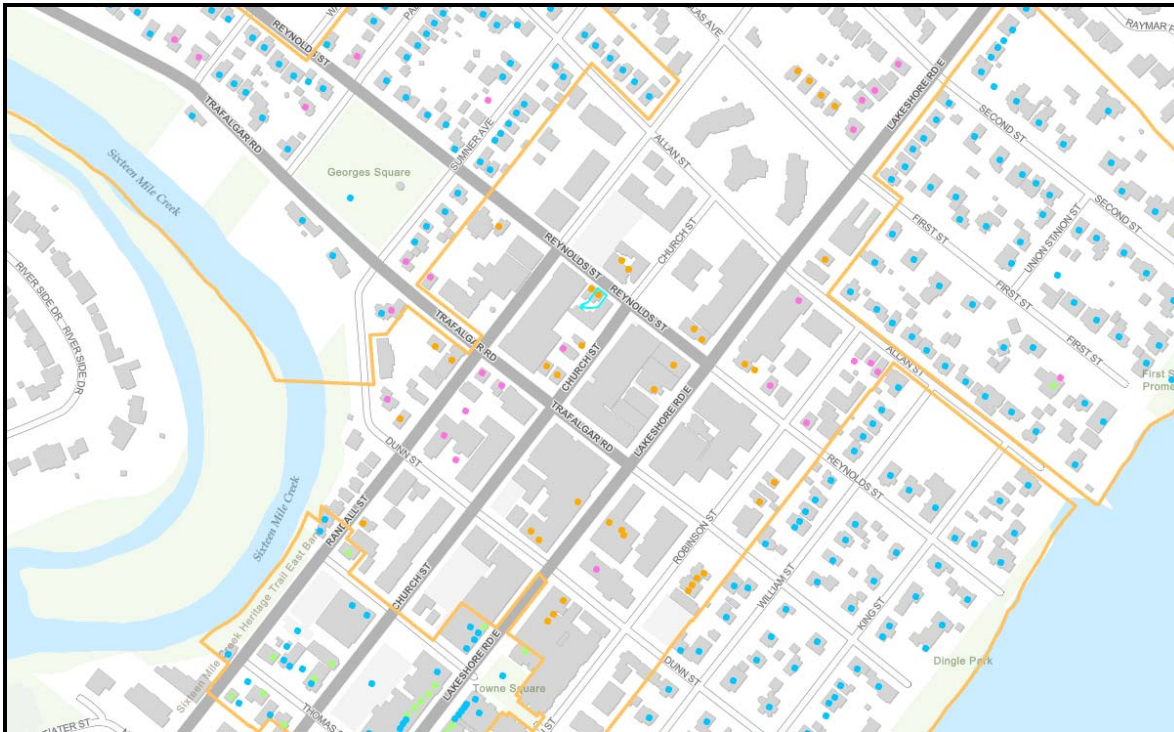 REYNOLDS ST
TRAFALGAR RD
Sixteen Mile Creek
Georges Square
SUMNER AVE
ALLAN ST
LAKESHORE RD E
RAYMAR
SECOND ST
SECOND ST
UNION ST
UNION ST
FIRST ST
FIRST ST
CHURCH ST
REYNOLDS ST
REYNOLDS ST
RIVER SIDE DR
RIVER SIDE DR
TRAFALGAR RD
CHURCH ST
LAKESHORE RD E
ALLAN ST
First S
Prome
TRAFALGAR RD
DUNN ST
REYNOLDS ST
Sixteen Mile Creek
RANDALL ST
ROBINSON ST
WILLIAM ST
KING ST
CHURCH ST
Sixteen Mile Creek Heritage Trail East Ban
LAKESHORE RD E
Towne Square
DUNN ST
Dingle Park
THOMAS S
ATER ST
ST